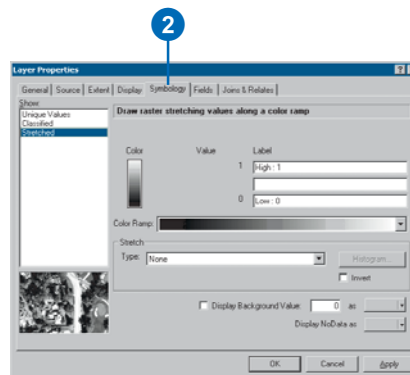 2
Layer Properties
?
General Source Extent Display Symbology Fields Joins & Relates
Show:
Unique Values
Classified
Stretched
Draw raster stretching values along a color ramp
Color Value Label
1 High : 1
0 Low : 0
Color Ramp:
Stretch
Type: None
Histogram...
Invert
Display Background Value: 0 as
Display NoData as
OK Cancel Apply